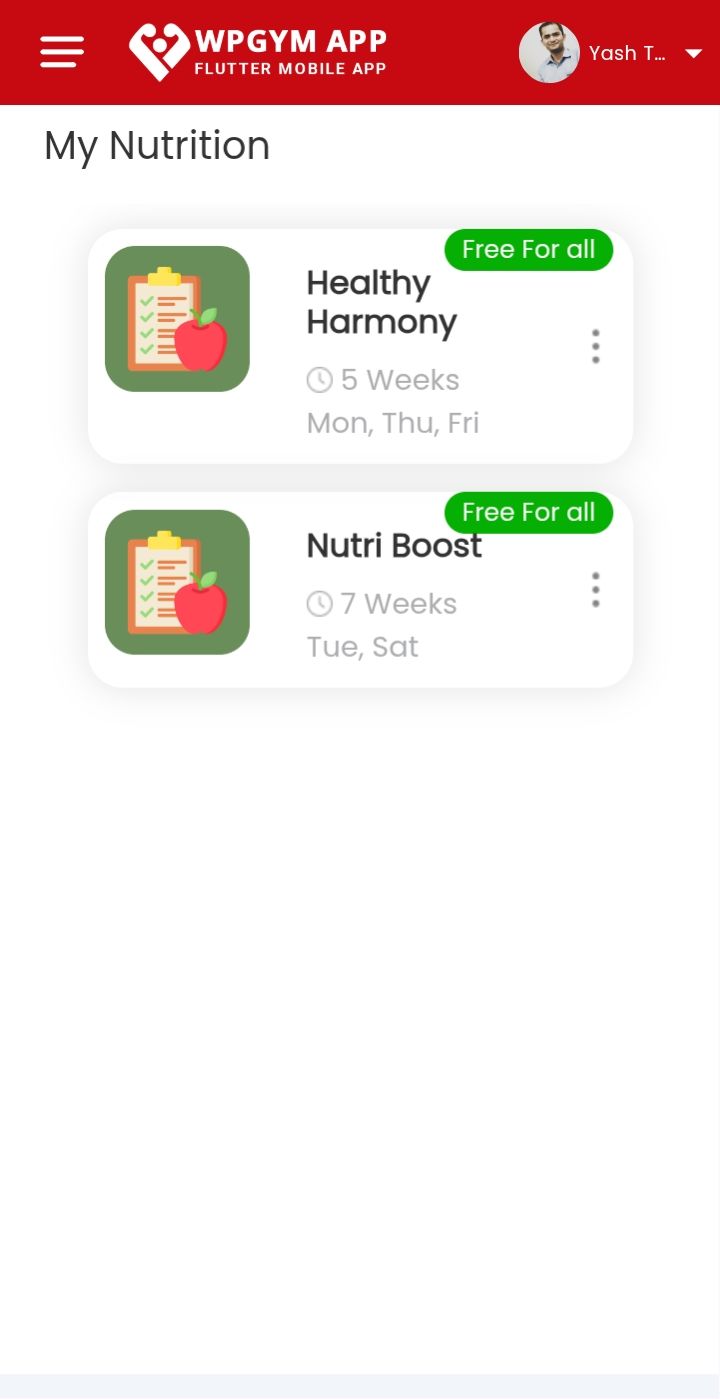 WPGYM APP
FLUTTER MOBILE APP
Yash T...
My Nutrition
Free For all
Healthy
Harmony
5 Weeks
Mon, Thu, Fri
Free For all
Nutri Boost
7 Weeks
Tue, Sat